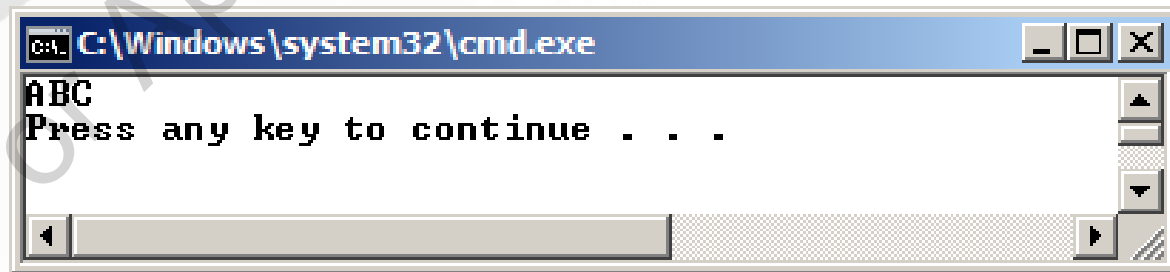 C:\Windows\system32\cmd.exe
ABC
Press any key to continue . . .